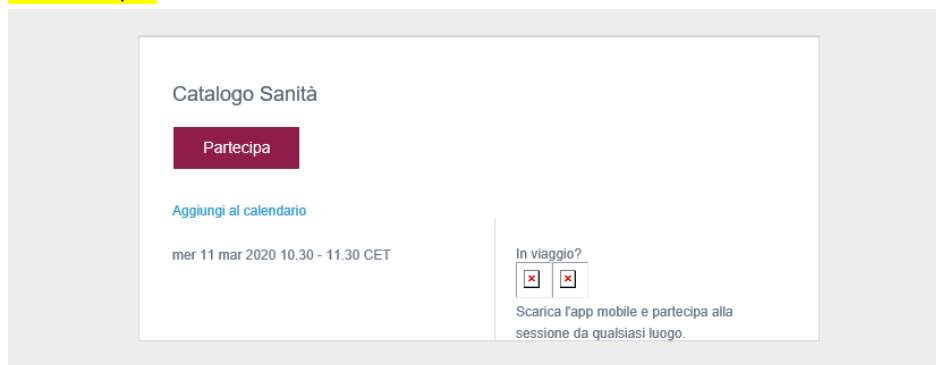 Catalogo Sanità
Partecipa
Aggiungi al calendario
mer 11 mar 2020 10.30 - 11.30 CET
In viaggio?
Scarica l'app mobile e partecipa alla
sessione da qualsiasi luogo.